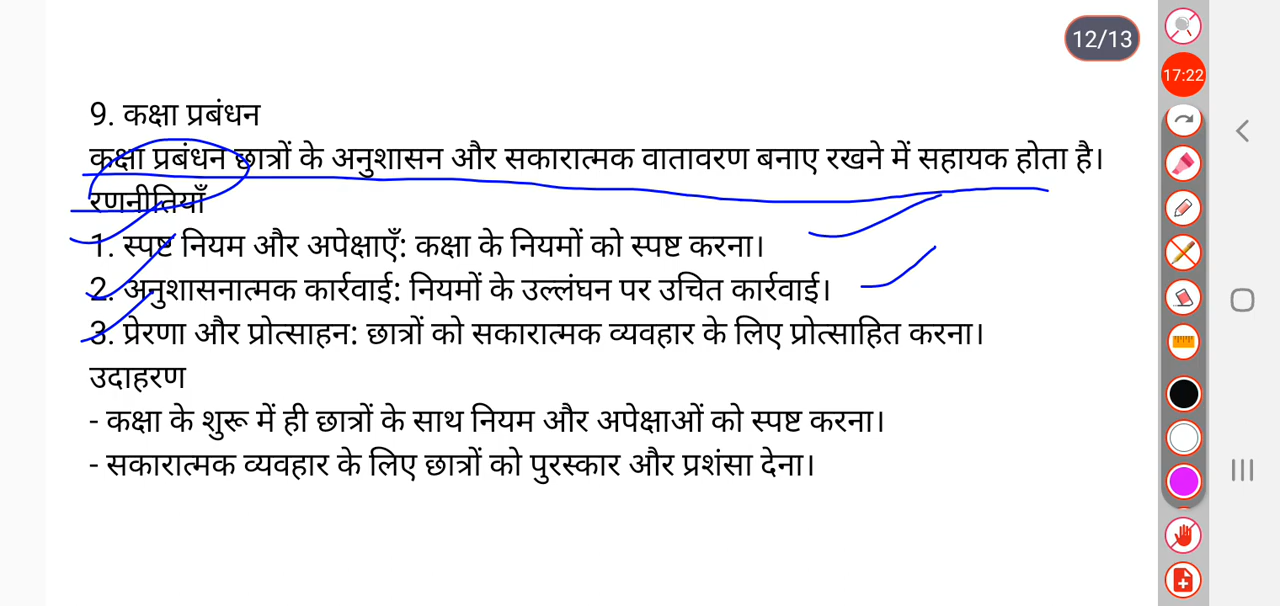 12/13
17:22
9. कक्षा प्रबंधन
कक्षा प्रबंधन छात्रों के अनुशासन और सकारात्मक वातावरण बनाए रखने में सहायक होता है।
रणनीतियाँ
1. स्पष्ट नियम और अपेक्षाएँ: कक्षा के नियमों को स्पष्ट करना।
2. अनुशासनात्मक कार्रवाई: नियमों के उल्लंघन पर उचित कार्रवाई।
3. प्रेरणा और प्रोत्साहन: छात्रों को सकारात्मक व्यवहार के लिए प्रोत्साहित करना।
उदाहरण
- कक्षा के शुरू में ही छात्रों के साथ नियम और अपेक्षाओं को स्पष्ट करना।
- सकारात्मक व्यवहार के लिए छात्रों को पुरस्कार और प्रशंसा देना।